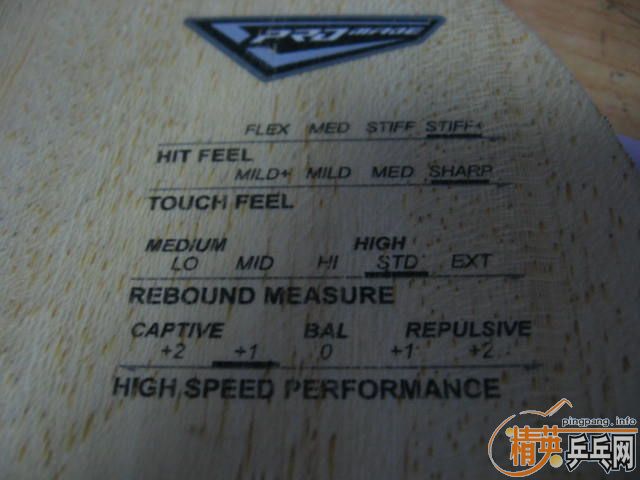 PRO
FLEX MED STIFF STIFF+
HIT FEEL
MILD+ MILD MED SHARP
TOUCH FEEL
MEDIUM HIGH
LO MID HI STD EXT
REBOUND MEASURE
CAPTIVE BAL REPULSIVE
+2 +1 0 +1 +2
HIGH SPEED PERFORMANCE
pingpang.info
精英乒乓网